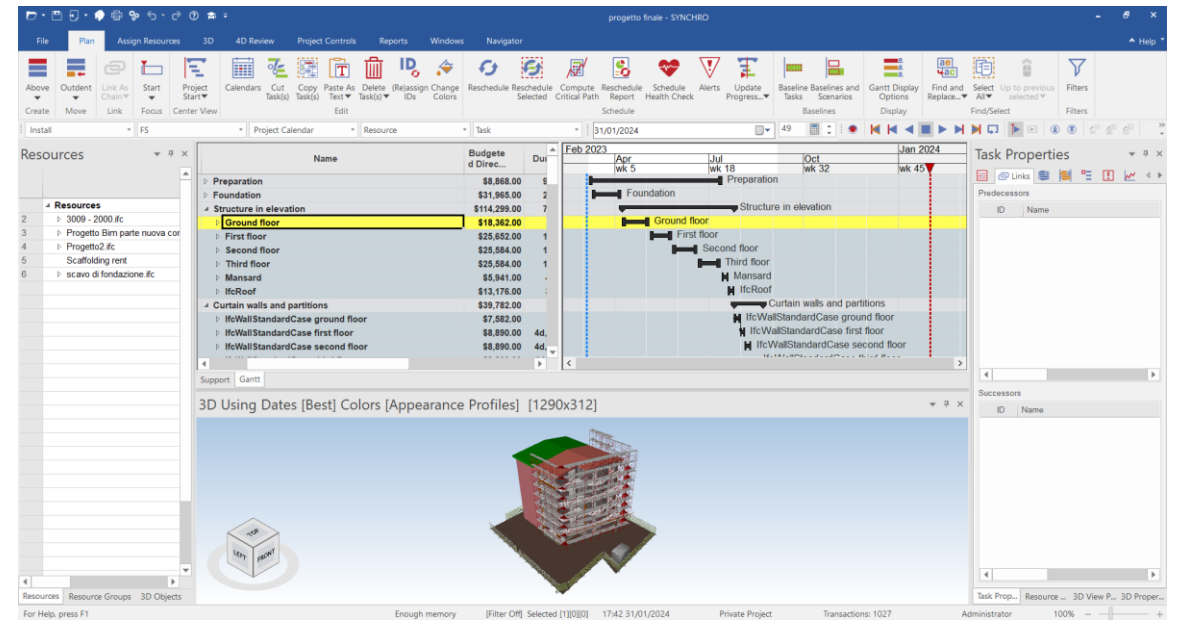 progetto finale - SYNCHRO
File Plan Assign Resources 3D 4D Review Project Controls Reports Windows Navigator Help
Above Outdent Link As Chain Start Project Start Calendars Cut Task(s) Copy Task(s) Paste As Text Delete Task(s) (Re)assign IDs Change Colors Reschedule Reschedule Selected Compute Critical Path Reschedule Report Schedule Health Check Alerts Update Progress... Baseline Tasks Baselines and Scenarios Gantt Display Options Find and Replace... Select All Up to previous selected Filters
Create Move Link Focus Center View Edit Schedule Baselines Display Find/Select Filters
Install FS Project Calendar Resource Task 31/01/2024 49
Resources
Resources
2 3009 - 2000.ifc
3 Progetto Bim parte nuova cor
4 Progetto2.ifc
5 Scaffolding rent
6 scavo di fondazione.ifc
Resources Resource Groups 3D Objects
Name Budgete d Direc... Dur
Preparation $8,868.00 9
Foundation $31,965.00 2
Structure in elevation $114,299.00 7
Ground floor $18,362.00
First floor $25,652.00 1
Second floor $25,584.00 1
Third floor $25,584.00 1
Mansard $5,941.00
IfcRoof $13,176.00
Curtain walls and partitions $39,782.00
IfcWallStandardCase ground floor $7,582.00
IfcWallStandardCase first floor $8,890.00 4d,
IfcWallStandardCase second floor $8,890.00 4d,
Support Gantt
Feb 2023 Jan 2024
Apr Jul Oct
wk 5 wk 18 wk 32 wk 45
Preparation
Foundation
Structure in elevation
Ground floor
First floor
Second floor
Third floor
Mansard
IfcRoof
Curtain walls and partitions
IfcWallStandardCase ground floor
IfcWallStandardCase first floor
IfcWallStandardCase second floor
3D Using Dates [Best] Colors [Appearance Profiles] [1290x312]
TOP
LEFT FRONT
Task Properties
Links
Predecessors
ID Name
Successors
ID Name
Task Prop... Resource ... 3D View P... 3D Proper...
For Help, press F1 Enough memory [Filter Off] Selected [1][0][0] 17:42 31/01/2024 Private Project Transactions: 1027 Administrator 100%